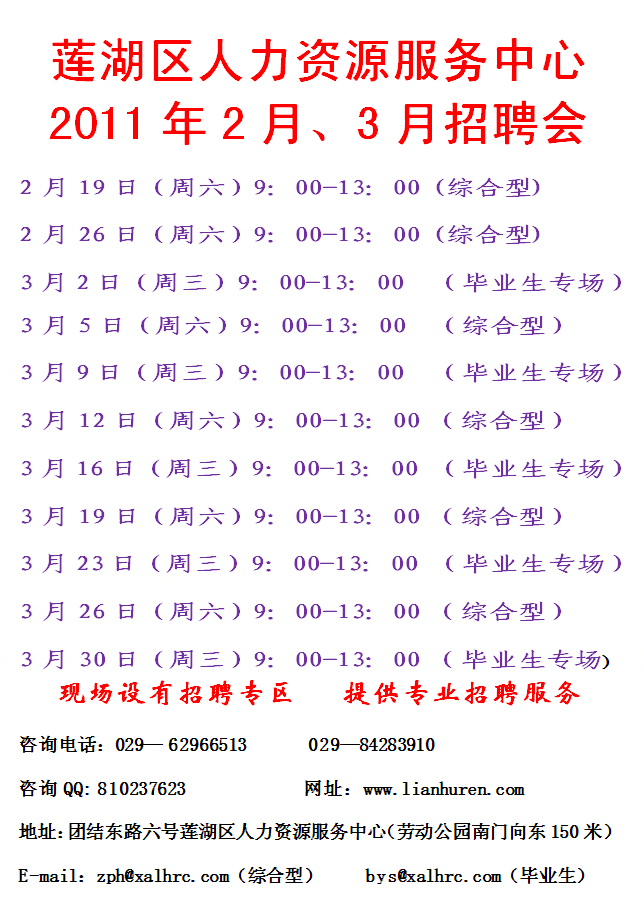 莲湖区人力资源服务中心
2011年2月、3月招聘会
2 月 19 日（周六）9：00-13：00（综合型）
2 月 26 日（周六）9：00-13：00（综合型）
3 月 2 日（周三）9：00-13：00 （毕业生专场）
3 月 5 日（周六）9：00-13：00 （综合型）
3 月 9 日（周三）9：00-13：00 （毕业生专场）
3 月 12 日（周六）9：00-13：00 （综合型）
3 月 16 日（周三）9：00-13：00 （毕业生专场）
3 月 19 日（周六）9：00-13：00 （综合型）
3 月 23 日（周三）9：00-13：00 （毕业生专场）
3 月 26 日（周六）9：00-13：00 （综合型）
3 月 30 日（周三）9：00-13：00 （毕业生专场)
现场设有招聘专区 提供专业招聘服务
咨询电话：029—62966513 029—84283910
咨询QQ：810237623 网址：www.lianhuren.com
地址：团结东路六号莲湖区人力资源服务中心（劳动公园南门向东150米）
E-mail：zph@xalhrc.com（综合型） bys@xalhrc.com（毕业生）